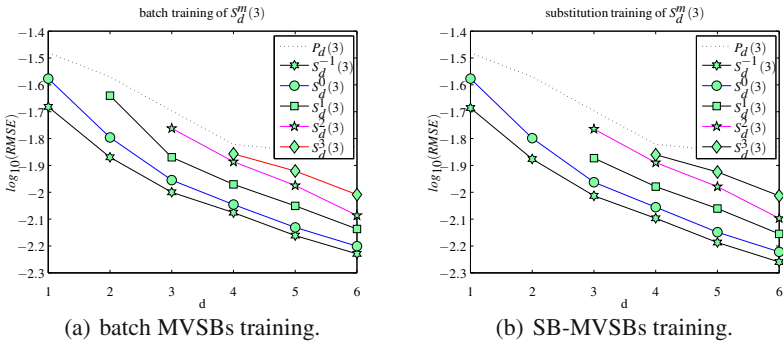 batch training of S_d^m(3)
−1.4
−1.5
−1.6
−1.7
−1.8
−1.9
−2
−2.1
−2.2
−2.3
log10(RMSE)
1 2 3 4 5 6
d
P_d(3)
S_d^−1(3)
S_d^0(3)
S_d^1(3)
S_d^2(3)
S_d^3(3)
(a) batch MVSBs training.
substitution training of S_d^m(3)
−1.4
−1.5
−1.6
−1.7
−1.8
−1.9
−2
−2.1
−2.2
−2.3
log10(RMSE)
1 2 3 4 5 6
d
P_d(3)
S_d^−1(3)
S_d^0(3)
S_d^1(3)
S_d^2(3)
S_d^3(3)
(b) SB-MVSBs training.